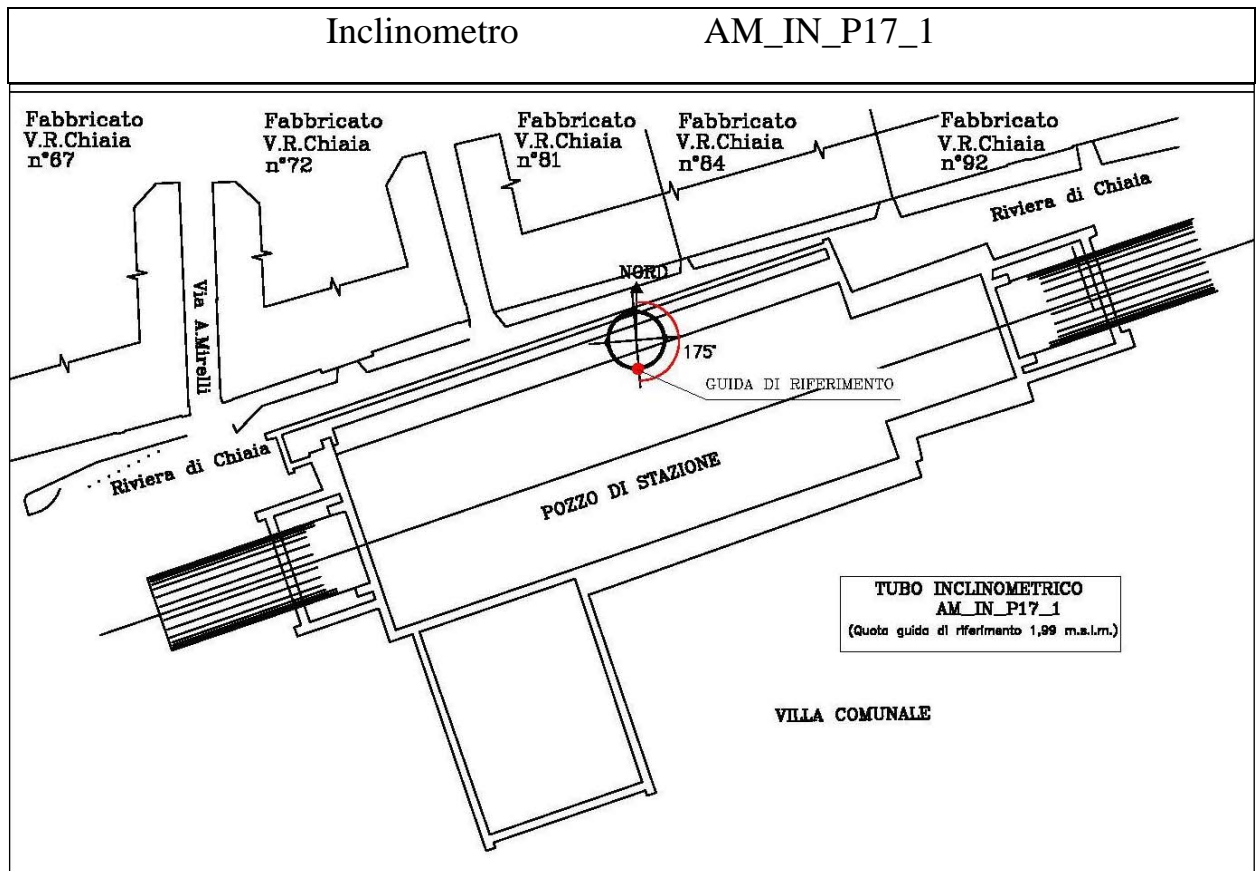 Inclinometro AM_IN_P17_1
Fabbricato
V.R.Chiaia
n°67
Fabbricato
V.R.Chiaia
n°72
Fabbricato
V.R.Chiaia
n°81
Fabbricato
V.R.Chiaia
n°84
Fabbricato
V.R.Chiaia
n°92
Riviera di Chiaia
NORD
Via A.Mirelli
175°
GUIDA DI RIFERIMENTO
Riviera di Chiaia
POZZO DI STAZIONE
TUBO INCLINOMETRICO
AM_IN_P17_1
(Quota guida di riferimento 1,99 m.s.l.m.)
VILLA COMUNALE